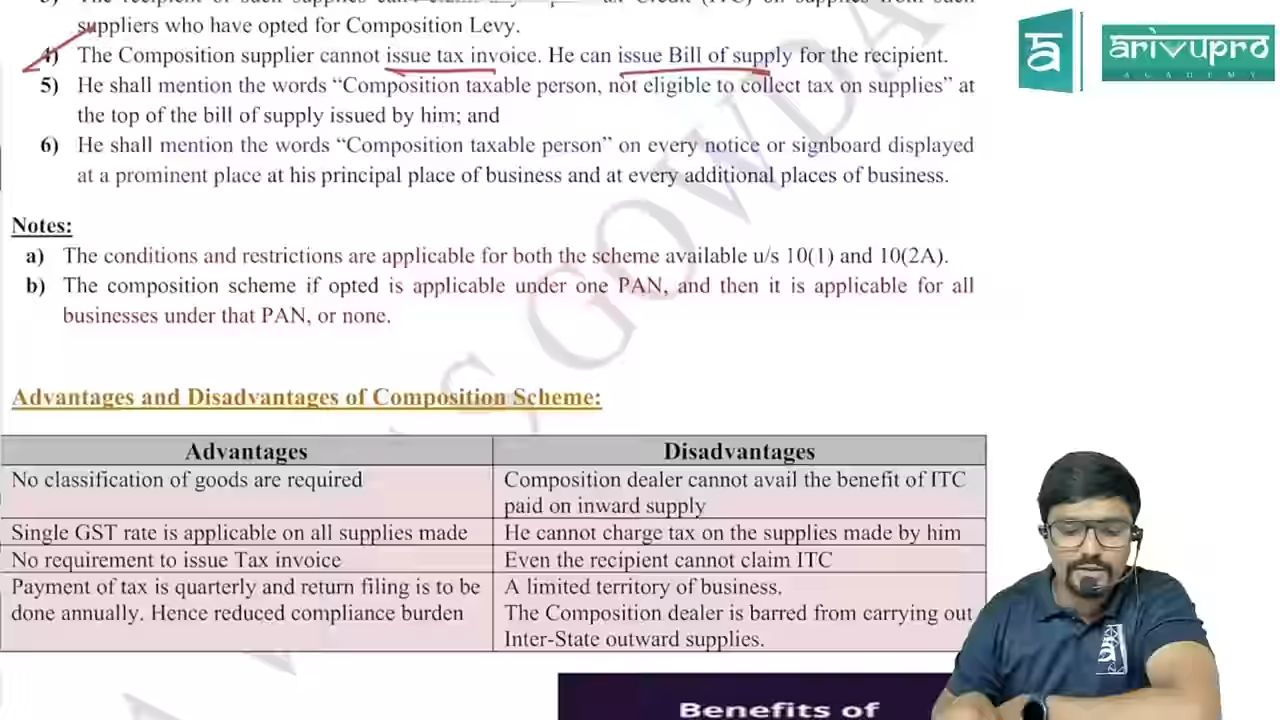 suppliers who have opted for Composition Levy.
4) The Composition supplier cannot issue tax invoice. He can issue Bill of supply for the recipient.
5) He shall mention the words “Composition taxable person, not eligible to collect tax on supplies” at
the top of the bill of supply issued by him; and
6) He shall mention the words “Composition taxable person” on every notice or signboard displayed
at a prominent place at his principal place of business and at every additional places of business.
Notes:
a) The conditions and restrictions are applicable for both the scheme available u/s 10(1) and 10(2A).
b) The composition scheme if opted is applicable under one PAN, and then it is applicable for all
businesses under that PAN, or none.
Advantages and Disadvantages of Composition Scheme:
Advantages
Disadvantages
No classification of goods are required
Composition dealer cannot avail the benefit of ITC
paid on inward supply
Single GST rate is applicable on all supplies made
He cannot charge tax on the supplies made by him
No requirement to issue Tax invoice
Even the recipient cannot claim ITC
Payment of tax is quarterly and return filing is to be
done annually. Hence reduced compliance burden
A limited territory of business.
The Composition dealer is barred from carrying out
Inter-State outward supplies.
Benefits of
arivupro
ACADEMY
GOWDA